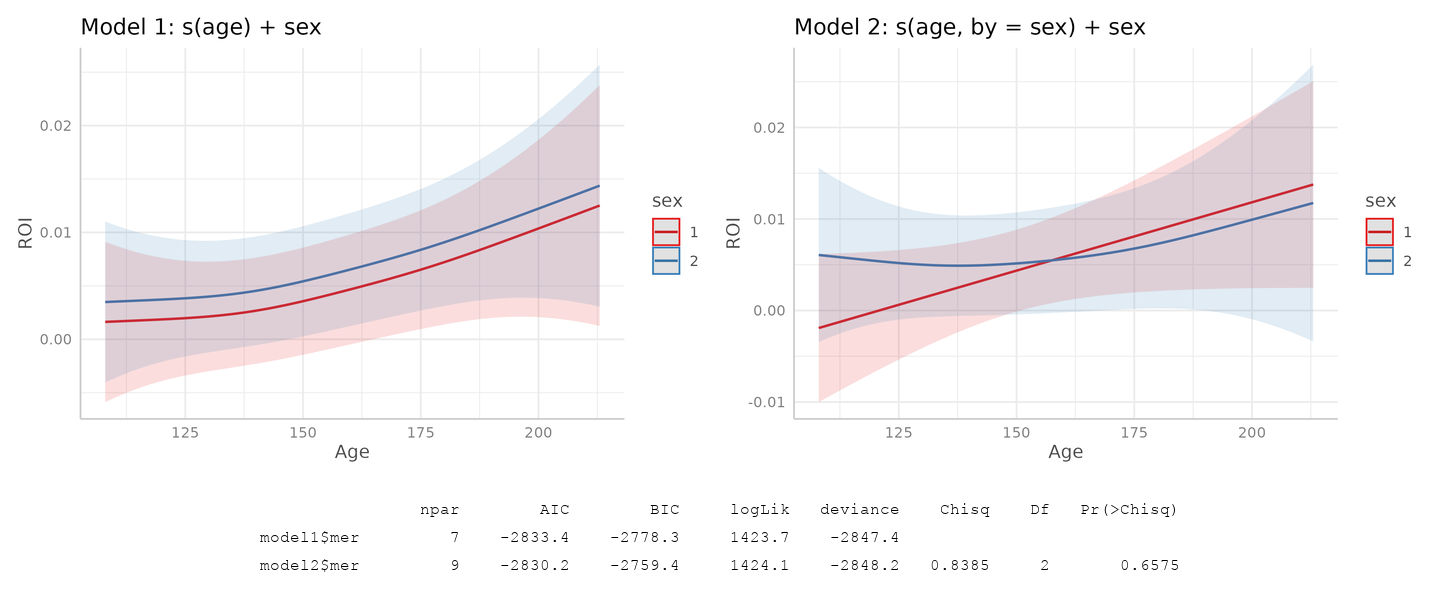 Model 1: s(age) + sex
0.02
0.01
0.00
ROI
125 150 175 200
Age
sex
1
2
Model 2: s(age, by = sex) + sex
0.02
0.01
0.00
-0.01
ROI
125 150 175 200
Age
sex
1
2
npar AIC BIC logLik deviance Chisq Df Pr(>Chisq)
model1$mer 7 -2833.4 -2778.3 1423.7 -2847.4
model2$mer 9 -2830.2 -2759.4 1424.1 -2848.2 0.8385 2 0.6575